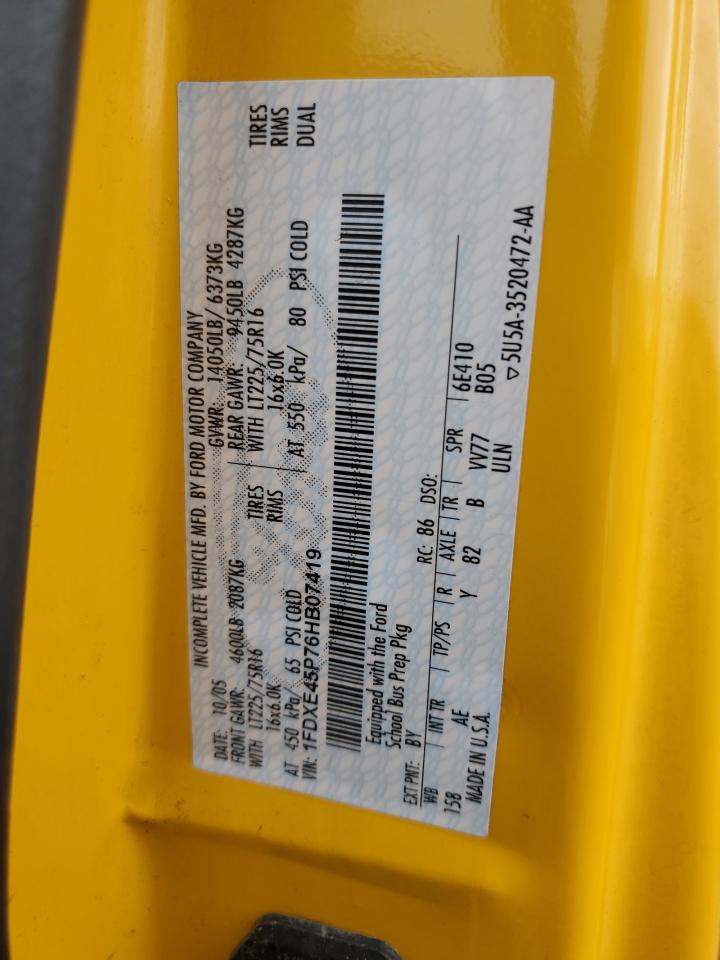 INCOMPLETE VEHICLE MFD. BY FORD MOTOR COMPANY
DATE: 10/05 GVWR: 14050LB/ 6373KG
FRONT GAWR: 4600LB 2087KG REAR GAWR: 9450LB 4287KG
WITH LT225/75R16 TIRES WITH LT225/75R16 TIRES
16x6.0K RIMS 16x6.0K RIMS
AT 450 kPa/ 65 PSI COLD AT 550 kPa/ 80 PSI COLD DUAL
VIN: 1FDXE45P76HB07419
Equipped with the Ford
School Bus Prep Pkg
EXT PNT: BY RC: 86 DSO:
WB INT TR TP/PS R AXLE TR SPR 6E410
158 AE Y 82 B VV77 B05
MADE IN U.S.A. ULN
▽5U5A-3520472-AA